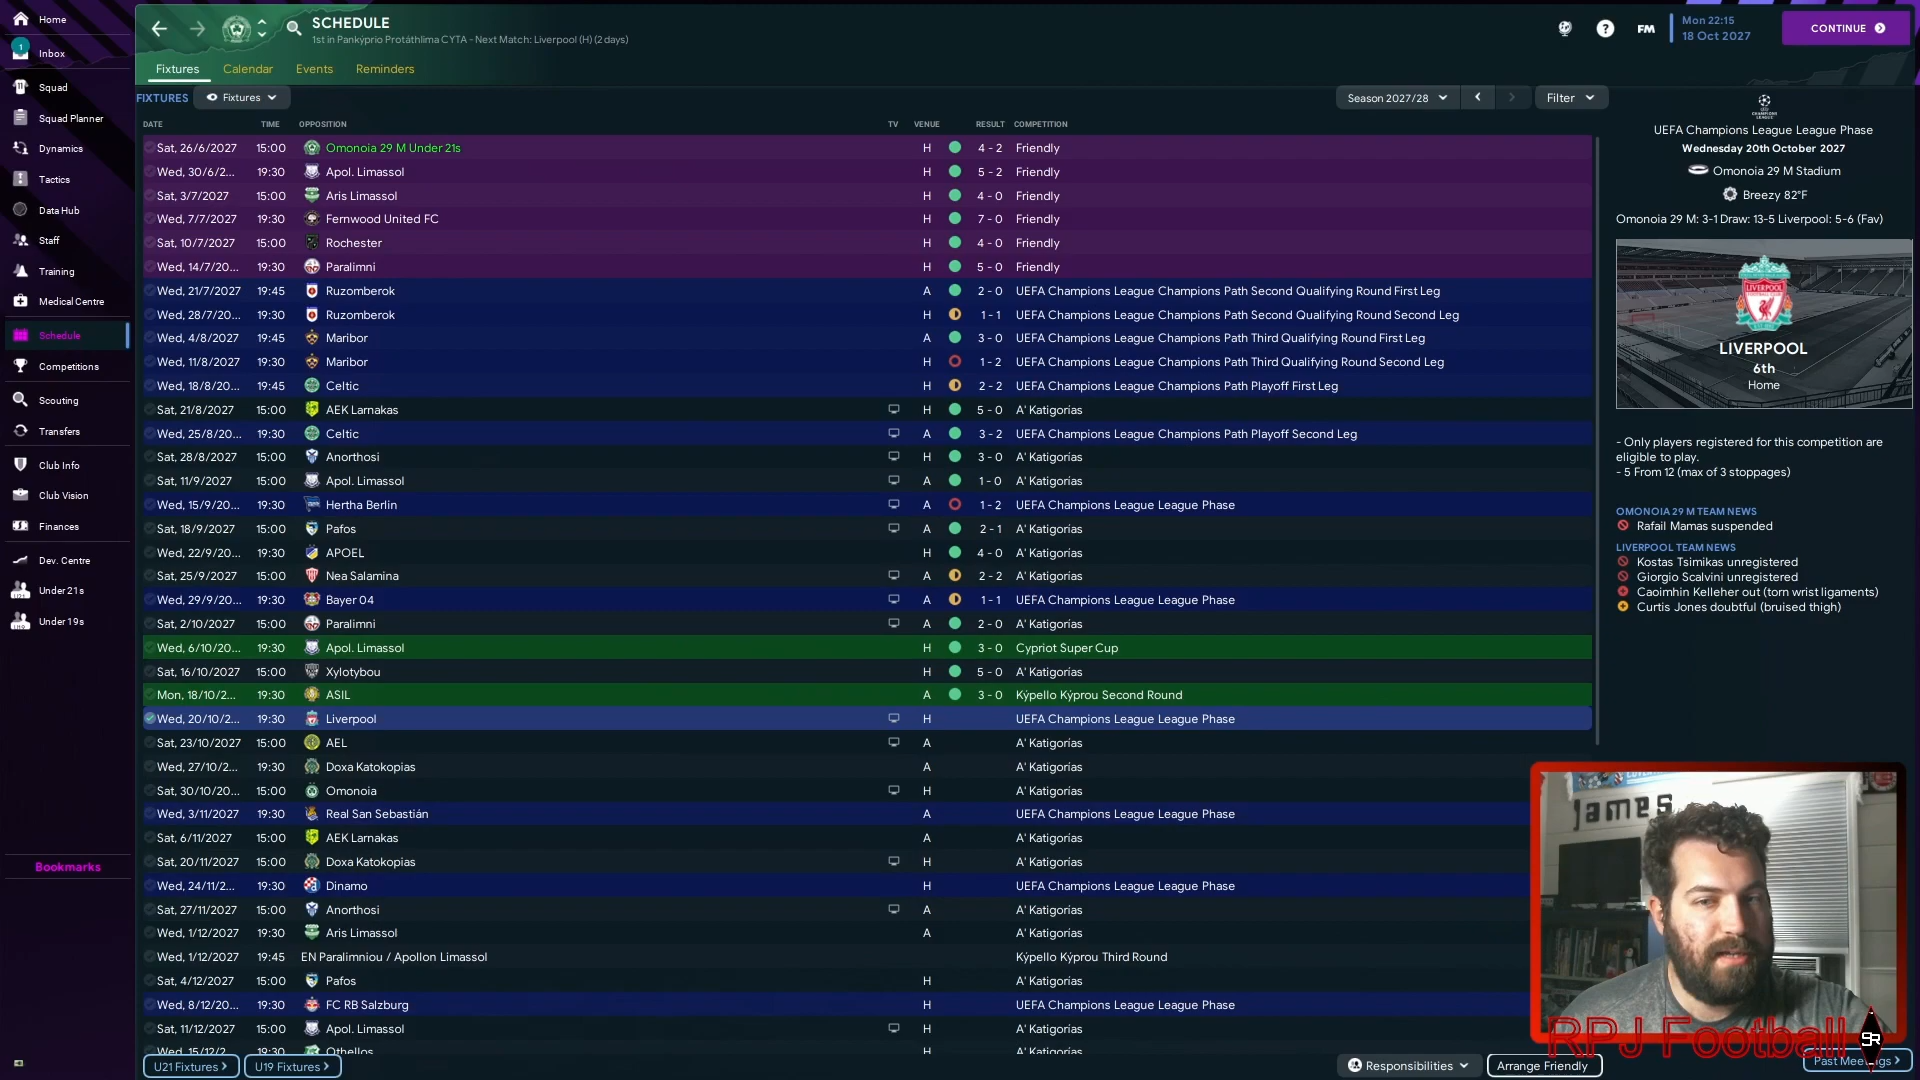 Home
1
Inbox
Squad
Squad Planner
Dynamics
Tactics
Data Hub
Staff
Training
Medical Centre
Schedule
Competitions
Scouting
Transfers
Club Info
Club Vision
Finances
Dev. Centre
Under 21s
Under 19s
Bookmarks
SCHEDULE
1st in Pankýprio Protáthlima CYTA - Next Match: Liverpool (H) (2 days)
FM
Mon 22:15
18 Oct 2027
CONTINUE
Fixtures Calendar Events Reminders
FIXTURES Fixtures
Season 2027/28 Filter
DATE TIME OPPOSITION TV VENUE RESULT COMPETITION
Sat, 26/6/2027 15:00 Omonoia 29 M Under 21s H 4 - 2 Friendly
Wed, 30/6/2... 19:30 Apol. Limassol H 5 - 2 Friendly
Sat, 3/7/2027 15:00 Aris Limassol H 4 - 0 Friendly
Wed, 7/7/2027 19:30 Fernwood United FC H 7 - 0 Friendly
Sat, 10/7/2027 15:00 Rochester H 4 - 0 Friendly
Wed, 14/7/20... 19:30 Paralimni H 5 - 0 Friendly
Wed, 21/7/2027 19:45 Ruzomberok A 2 - 0 UEFA Champions League Champions Path Second Qualifying Round First Leg
Wed, 28/7/20... 19:30 Ruzomberok H 1 - 1 UEFA Champions League Champions Path Second Qualifying Round Second Leg
Wed, 4/8/2027 19:45 Maribor A 3 - 0 UEFA Champions League Champions Path Third Qualifying Round First Leg
Wed, 11/8/2027 19:30 Maribor H 1 - 2 UEFA Champions League Champions Path Third Qualifying Round Second Leg
Wed, 18/8/20... 19:45 Celtic H 2 - 2 UEFA Champions League Champions Path Playoff First Leg
Sat, 21/8/2027 15:00 AEK Larnakas H 5 - 0 A' Katigorías
Wed, 25/8/20... 19:30 Celtic A 3 - 2 UEFA Champions League Champions Path Playoff Second Leg
Sat, 28/8/2027 15:00 Anorthosi H 3 - 0 A' Katigorías
Sat, 11/9/2027 15:00 Apol. Limassol A 1 - 0 A' Katigorías
Wed, 15/9/2027 19:30 Hertha Berlin A 1 - 2 UEFA Champions League League Phase
Sat, 18/9/2027 15:00 Pafos A 2 - 1 A' Katigorías
Wed, 22/9/20... 19:30 APOEL H 4 - 0 A' Katigorías
Sat, 25/9/2027 15:00 Nea Salamina A 2 - 2 A' Katigorías
Wed, 29/9/20... 19:30 Bayer 04 A 1 - 1 UEFA Champions League League Phase
Sat, 2/10/2027 15:00 Paralimni A 2 - 0 A' Katigorías
Wed, 6/10/20... 19:30 Apol. Limassol H 3 - 0 Cypriot Super Cup
Sat, 16/10/2027 15:00 Xylotybou H 5 - 0 A' Katigorías
Mon, 18/10/2... 19:30 ASIL A 3 - 0 Kýpello Kýprou Second Round
Wed, 20/10/2... 19:30 Liverpool H UEFA Champions League League Phase
Sat, 23/10/2027 15:00 AEL A A' Katigorías
Wed, 27/10/2... 19:30 Doxa Katokopias A A' Katigorías
Sat, 30/10/20... 15:00 Omonoia H A' Katigorías
Wed, 3/11/2027 19:30 Real San Sebastián A UEFA Champions League League Phase
Sat, 6/11/2027 15:00 AEK Larnakas A A' Katigorías
Sat, 20/11/2027 15:00 Doxa Katokopias H A' Katigorías
Wed, 24/11/2... 19:30 Dinamo H UEFA Champions League League Phase
Sat, 27/11/2027 15:00 Anorthosi A A' Katigorías
Wed, 1/12/2027 19:30 Aris Limassol A A' Katigorías
Wed, 1/12/2027 19:45 EN Paralimniou / Apollon Limassol Kýpello Kýprou Third Round
Sat, 4/12/2027 15:00 Pafos H A' Katigorías
Wed, 8/12/20... 19:30 FC RB Salzburg H UEFA Champions League League Phase
Sat, 11/12/2027 15:00 Apol. Limassol H A' Katigorías
Wed, 15/12/2... 19:30 Othellos H A' Katigorías
U21 Fixtures U19 Fixtures
Responsibilities Arrange Friendly
UEFA Champions League League Phase
Wednesday 20th October 2027
Omonoia 29 M Stadium
Breezy 82°F
Omonoia 29 M: 3-1 Draw: 13-5 Liverpool: 5-6 (Fav)
LIVERPOOL
6th
Home
- Only players registered for this competition are
eligible to play.
- 5 From 12 (max of 3 stoppages)
OMONOIA 29 M TEAM NEWS
Rafail Mamas suspended
LIVERPOOL TEAM NEWS
Kostas Tsimikas unregistered
Giorgio Scalvini unregistered
Caoimhin Kelleher out (torn wrist ligaments)
Curtis Jones doubtful (bruised thigh)
james
RPJ Football